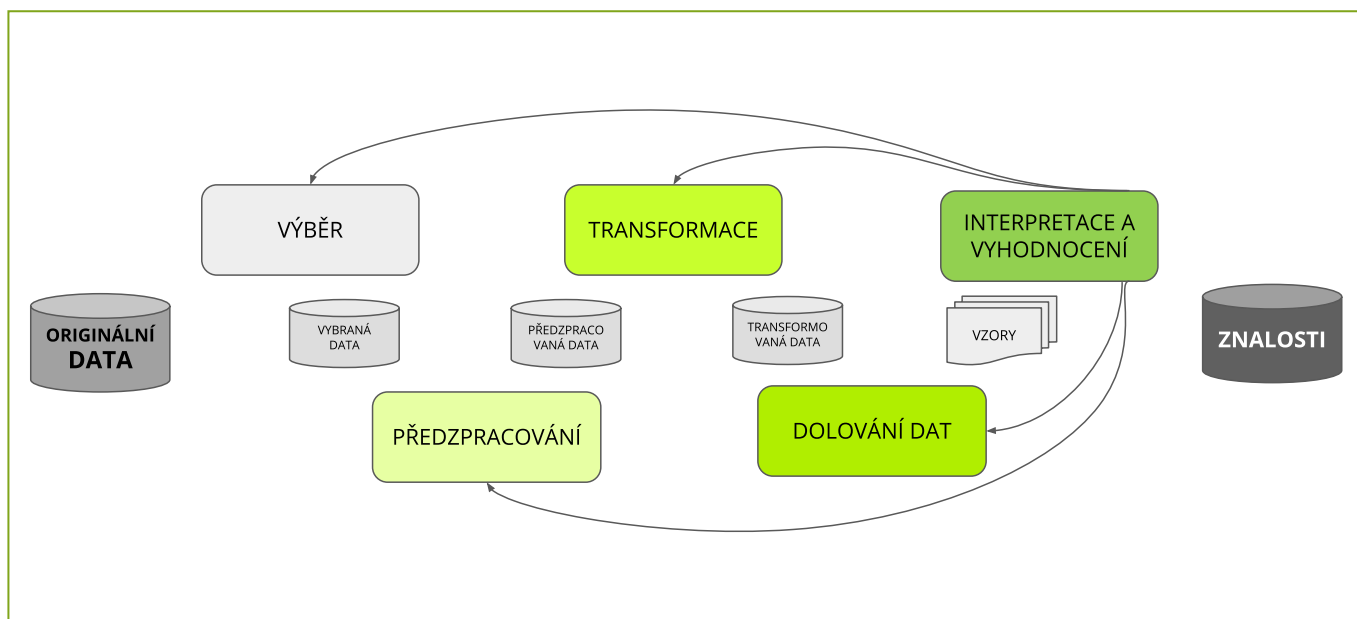 VÝBĚR
TRANSFORMACE
INTERPRETACE A
VYHODNOCENÍ
ORIGINÁLNÍ
DATA
VYBRANÁ
DATA
PŘEDZPRACO
VANÁ DATA
TRANSFORMO
VANÁ DATA
VZORY
ZNALOSTI
PŘEDZPRACOVÁNÍ
DOLOVÁNÍ DAT